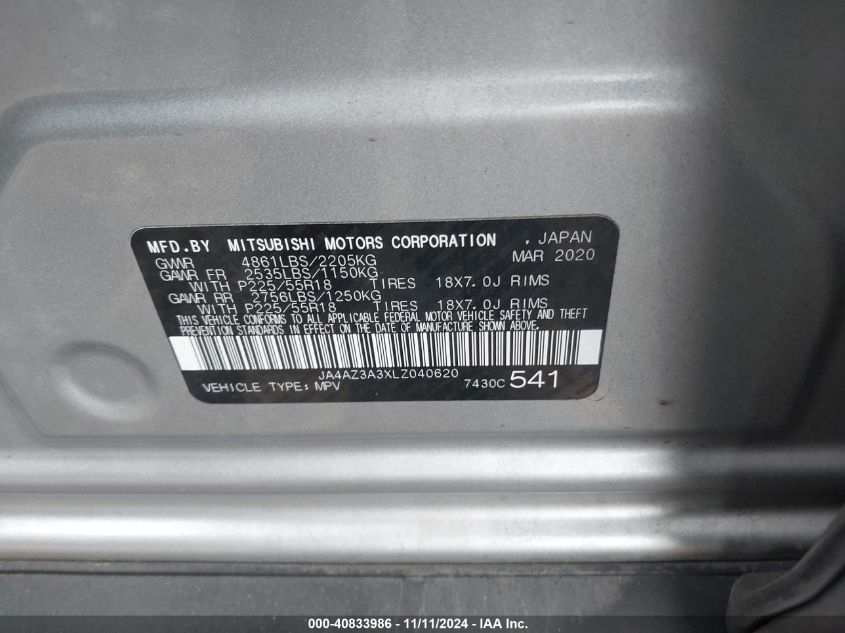 MFD.BY MITSUBISHI MOTORS CORPORATION , JAPAN
GVWR 4861LBS/2205KG MAR 2020
GAWR FR 2535LBS/1150KG
WITH P225/55R18 TIRES 18X7.0J RIMS
GAWR RR 2756LBS/1250KG
WITH P225/55R18 TIRES 18X7.0J RIMS
THIS VEHICLE CONFORMS TO ALL APPLICABLE FEDERAL MOTOR VEHICLE SAFETY AND THEFT
PREVENTION STANDARDS IN EFFECT ON THE DATE OF MANUFACTURE SHOWN ABOVE.
JA4AZ3A3XLZ040620
VEHICLE TYPE: MPV 7430C 541
000-40833986 - 11/11/2024 - IAA Inc.